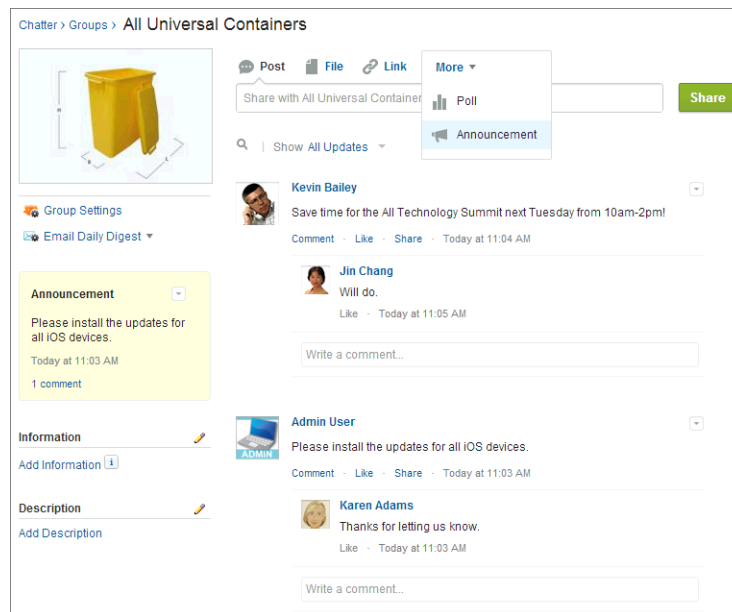 Chatter › Groups › All Universal Containers
H
B
L
Group Settings
Email Daily Digest
Announcement
Please install the updates for
all iOS devices.
Today at 11:03 AM
1 comment
Information
Add Information i
Description
Add Description
Post File Link More
Share with All Universal Container
Share
Poll
Announcement
Show All Updates
Kevin Bailey
Save time for the All Technology Summit next Tuesday from 10am-2pm!
Comment · Like · Share · Today at 11:04 AM
Jin Chang
Will do.
Like · Today at 11:05 AM
Write a comment...
Admin User
ADMIN
Please install the updates for all iOS devices.
Comment · Like · Share · Today at 11:03 AM
Karen Adams
Thanks for letting us know.
Like · Today at 11:03 AM
Write a comment...